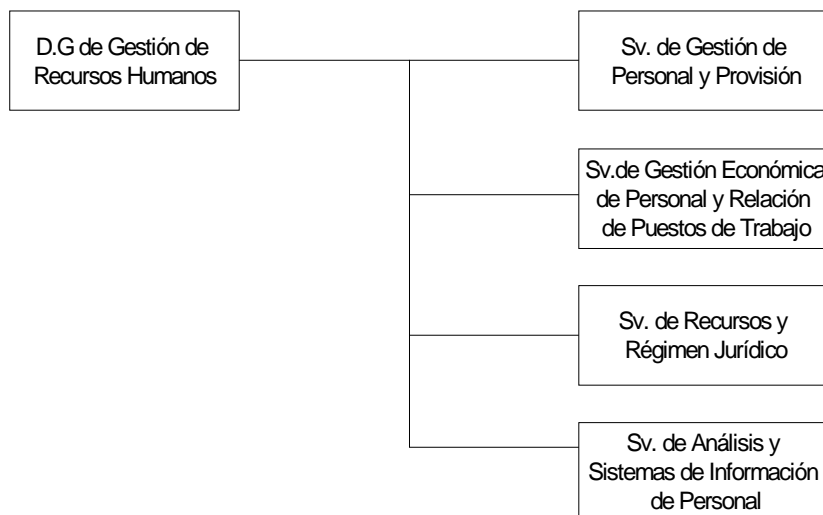 D.G de Gestión de
Recursos Humanos
Sv. de Gestión de
Personal y Provisión
Sv.de Gestión Económica
de Personal y Relación
de Puestos de Trabajo
Sv. de Recursos y
Régimen Jurídico
Sv. de Análisis y
Sistemas de Información
de Personal